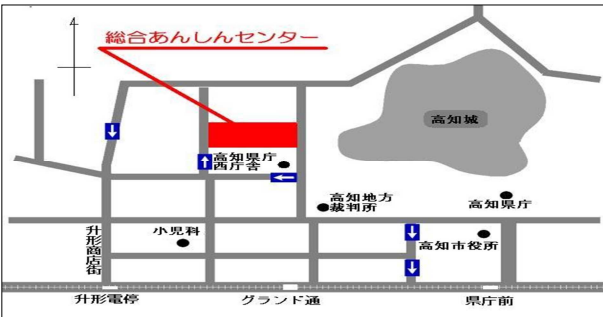 総合あんしんセンター
高知城
高知県庁
西庁舎
高知地方
裁判所
高知県庁
升形商店街
小児科
高知市役所
升形電停
グランド通
県庁前